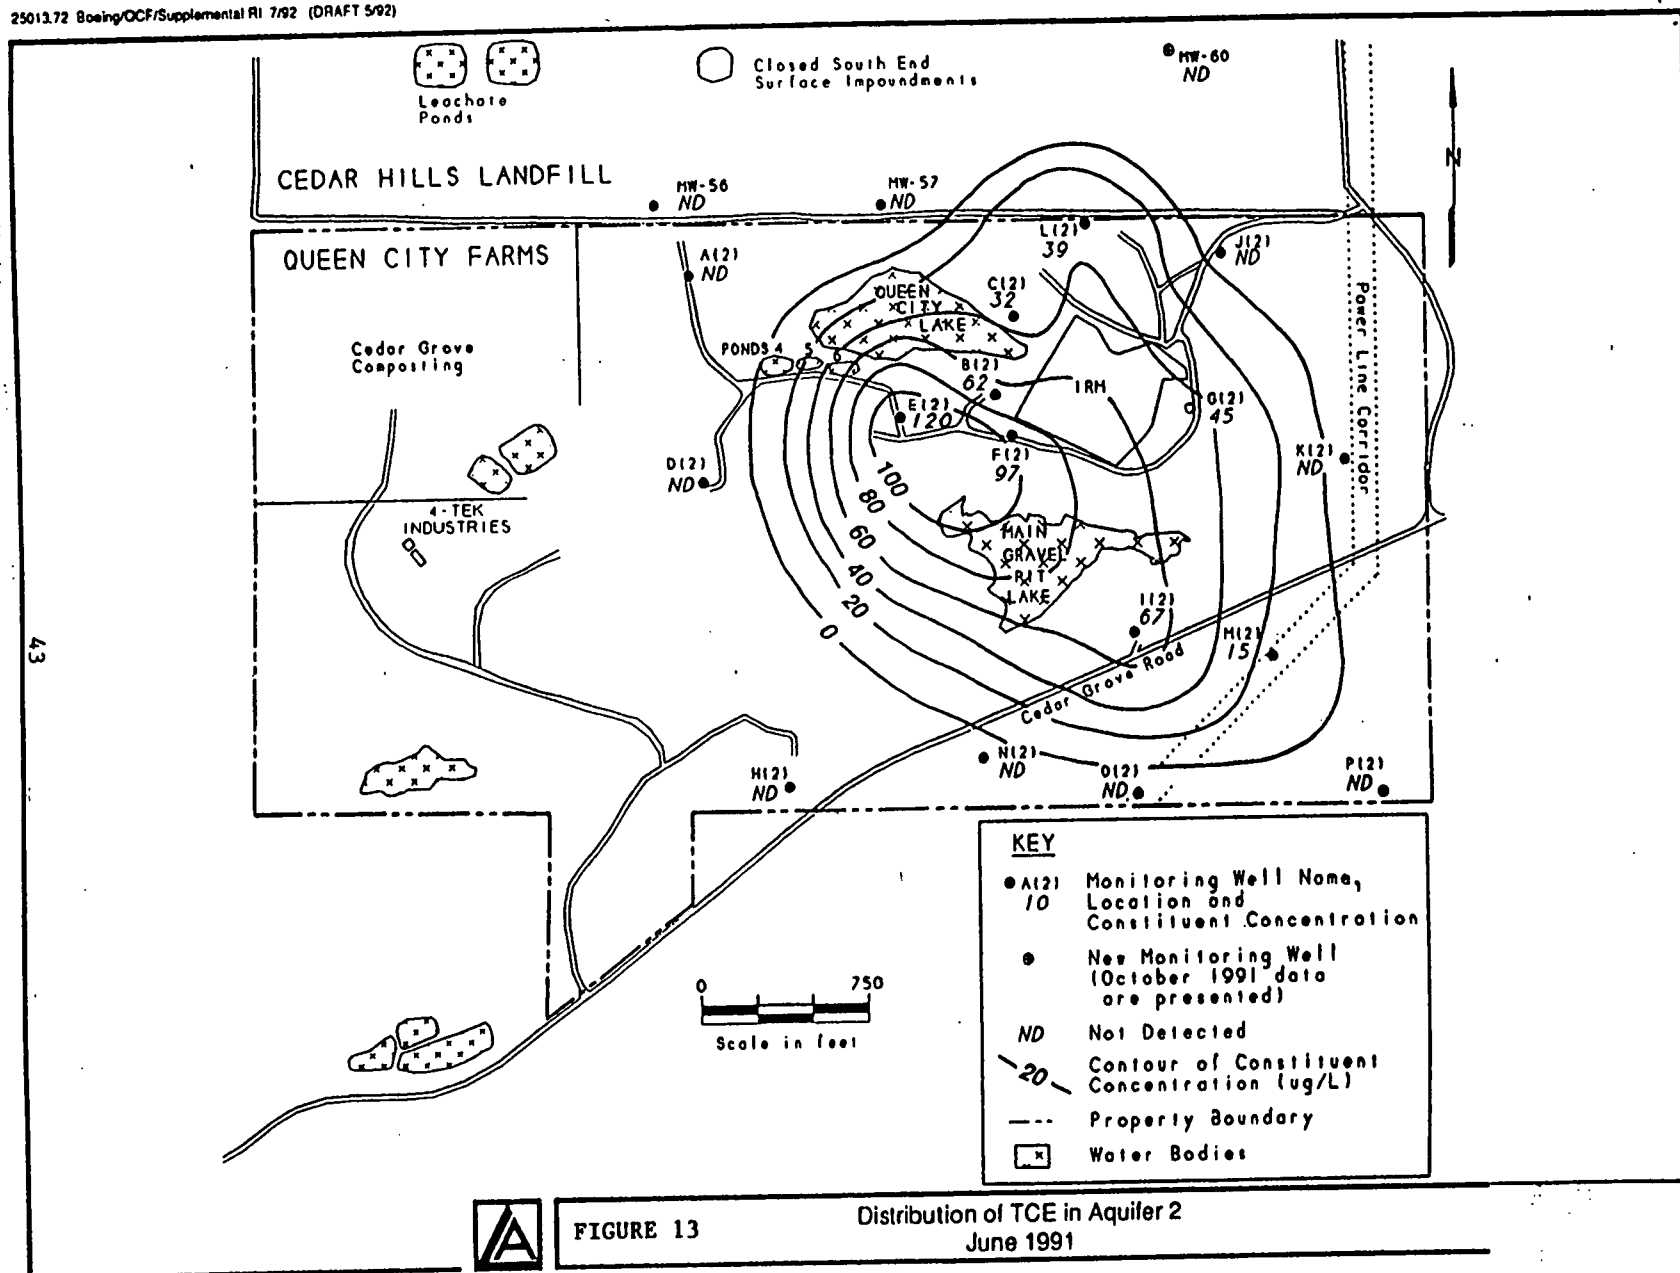 25013.72 Boeing/QCF/Supplemental RI 7/92 (DRAFT 5/92)
Leachate
Ponds
Closed South End
Surface Impoundments
MW-60
ND
N
CEDAR HILLS LANDFILL
MW-56
ND
MW-57
ND
QUEEN CITY FARMS
A(2)
ND
L(2)
39
J(2)
ND
QUEEN
CITY
LAKE
C(2)
32
Power Line Corridor
Cedar Grove
Composting
PONDS 4
5
6
B(2)
62
IRM
E(2)
120
G(2)
45
F(2)
97
K(2)
ND
D(2)
ND
4-TEK
INDUSTRIES
100
80
60
40
20
0
MAIN
GRAVEL
PIT
LAKE
I(2)
67
M(2)
15
Cedar Grove Road
43
N(2)
ND
H(2)
ND
O(2)
ND
P(2)
ND
KEY
A(2)
10
Monitoring Well Name,
Location and
Constituent Concentration
New Monitoring Well
(October 1991 data
are presented)
ND
Not Detected
20
Contour of Constituent
Concentration (ug/L)
Property Boundary
Water Bodies
0
750
Scale in feet
FIGURE 13
Distribution of TCE in Aquifer 2
June 1991